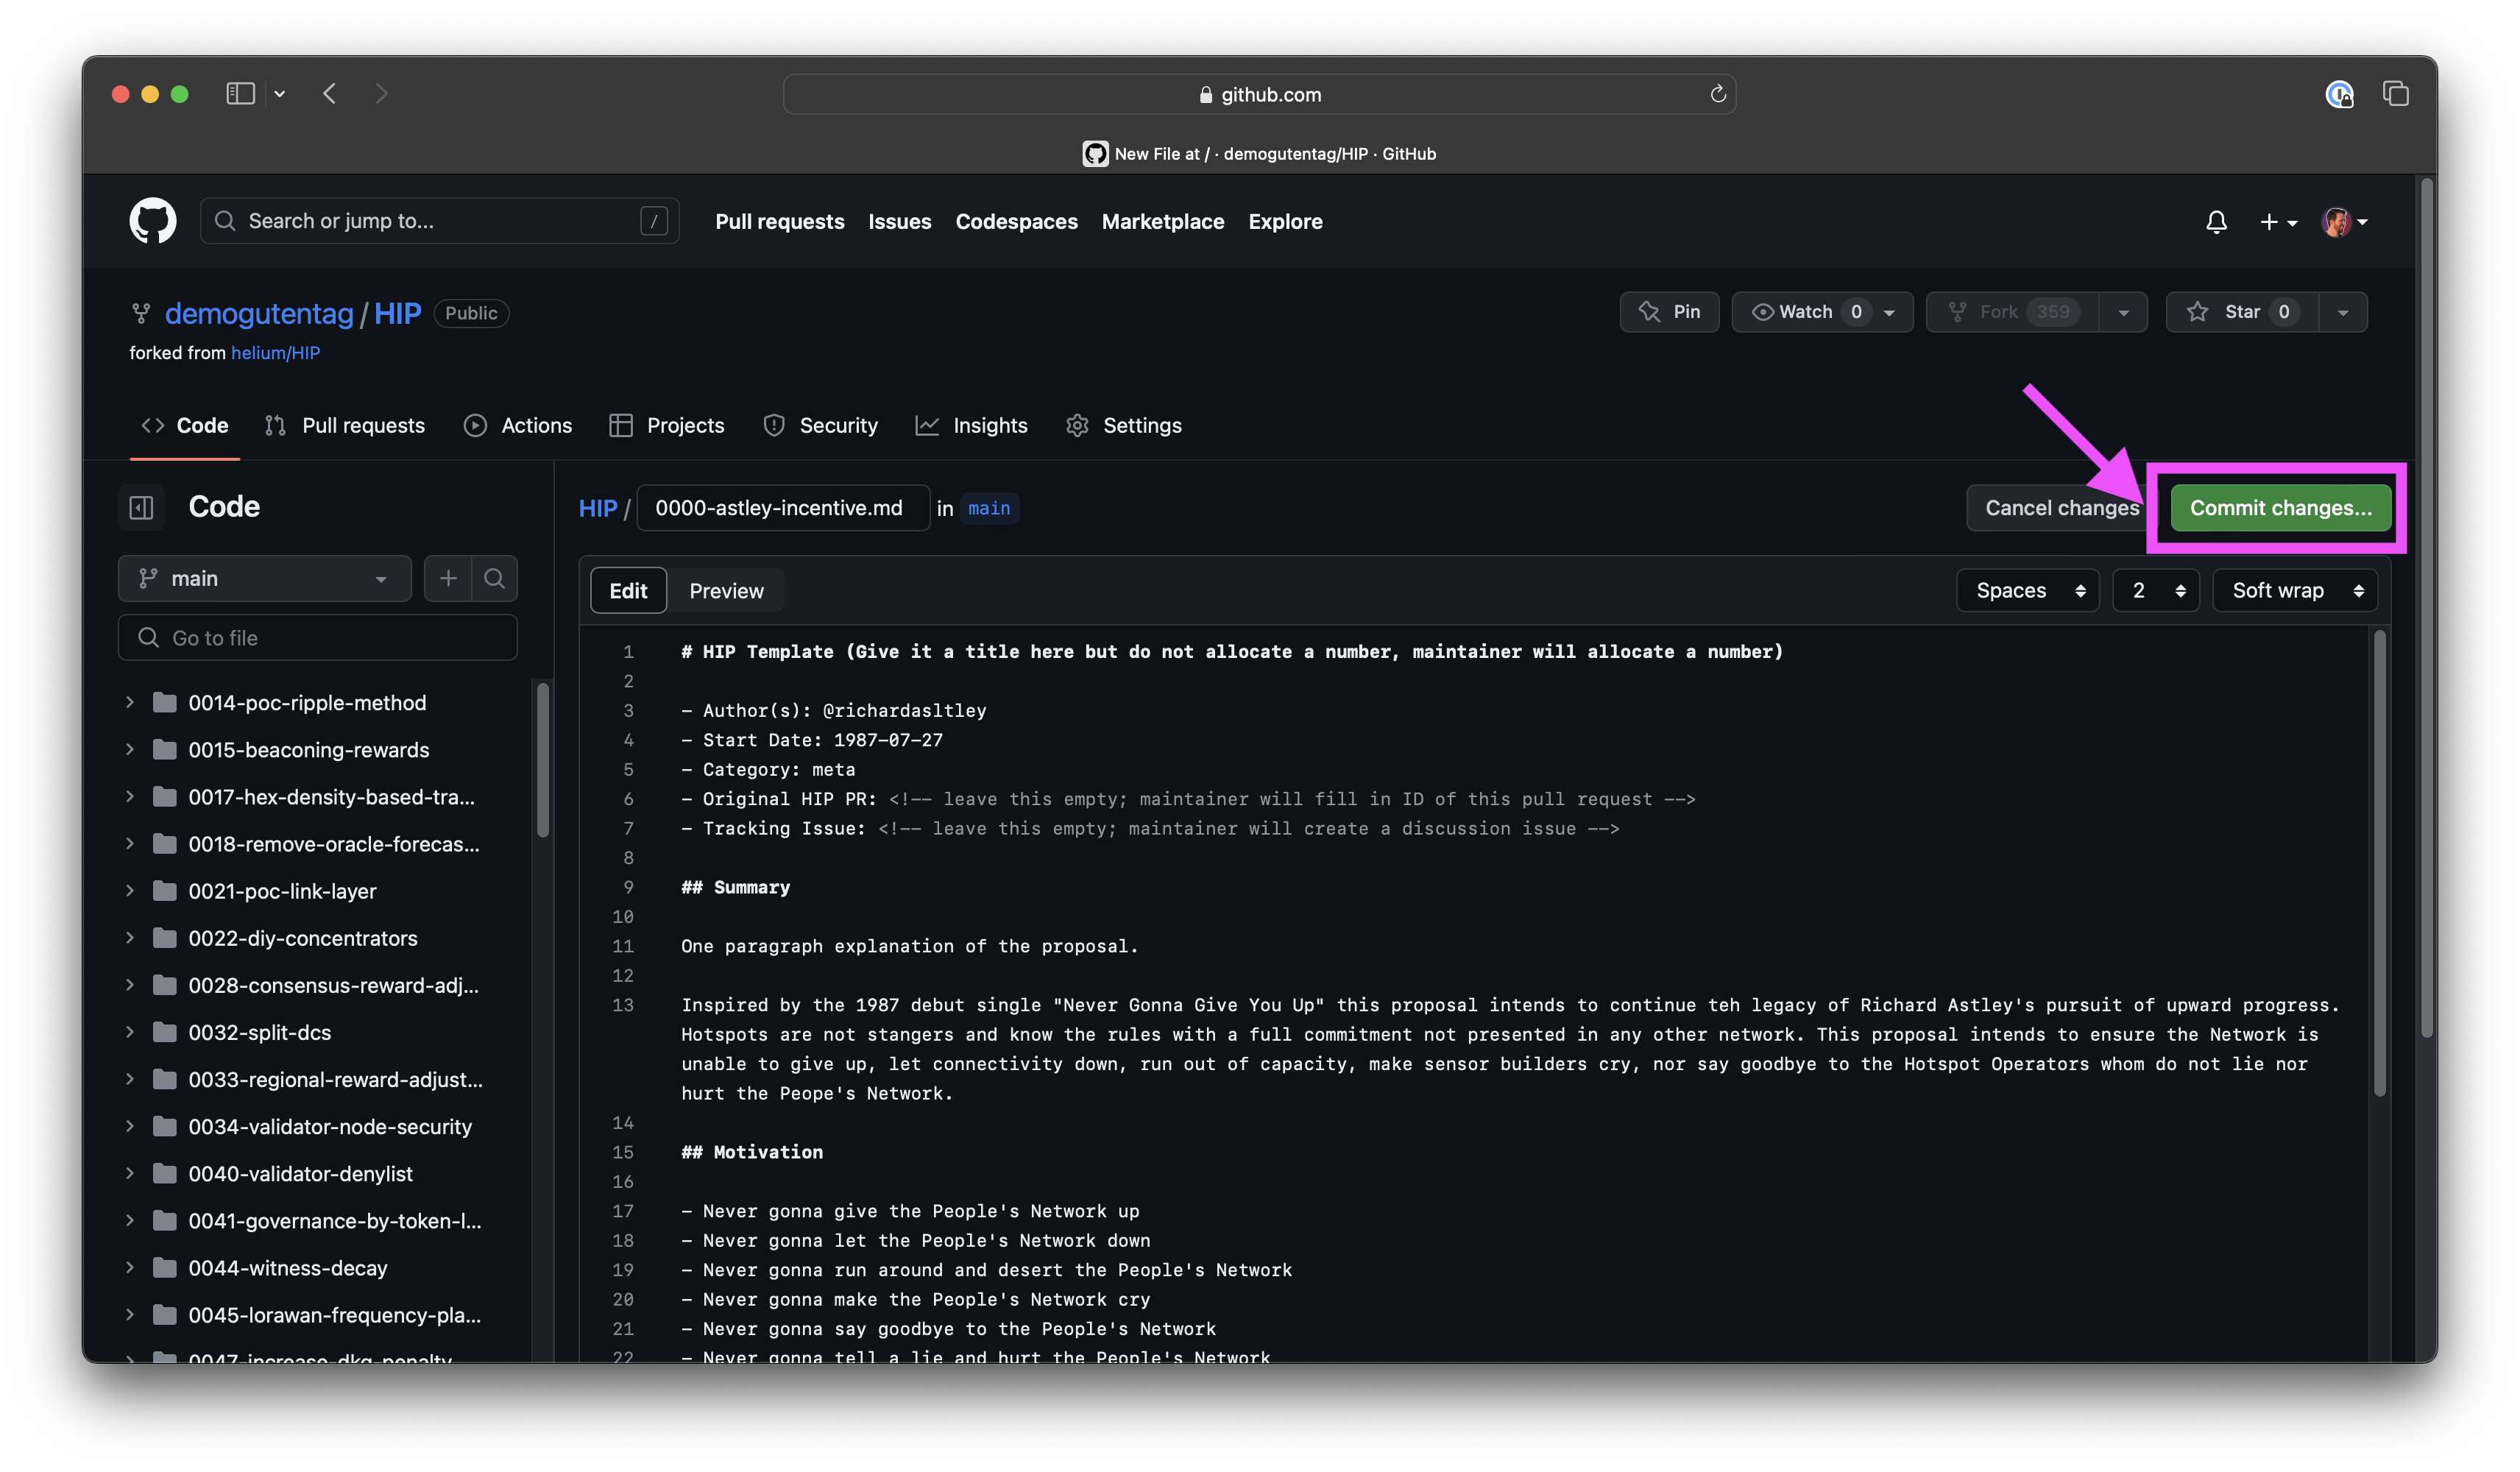 github.com
New File at / · demogutentag/HIP · GitHub
Search or jump to... /
Pull requests Issues Codespaces Marketplace Explore
demogutentag / HIP Public
Pin Watch 0 Fork 359 Star 0
forked from helium/HIP
Code Pull requests Actions Projects Security Insights Settings
Code
HIP / 0000-astley-incentive.md in main
Cancel changes Commit changes...
main
Go to file
0014-poc-ripple-method
0015-beaconing-rewards
0017-hex-density-based-tra...
0018-remove-oracle-forecas...
0021-poc-link-layer
0022-diy-concentrators
0028-consensus-reward-adj...
0032-split-dcs
0033-regional-reward-adjust...
0034-validator-node-security
0040-validator-denylist
0041-governance-by-token-l...
0044-witness-decay
0045-lorawan-frequency-pla...
0047-increase-dkg-penalty
Edit Preview Spaces 2 Soft wrap
1 # HIP Template (Give it a title here but do not allocate a number, maintainer will allocate a number)
2
3 - Author(s): @richardasltley
4 - Start Date: 1987-07-27
5 - Category: meta
6 - Original HIP PR: <!-- leave this empty; maintainer will fill in ID of this pull request -->
7 - Tracking Issue: <!-- leave this empty; maintainer will create a discussion issue -->
8
9 ## Summary
10
11 One paragraph explanation of the proposal.
12
13 Inspired by the 1987 debut single "Never Gonna Give You Up" this proposal intends to continue teh legacy of Richard Astley's pursuit of upward progress.
Hotspots are not stangers and know the rules with a full commitment not presented in any other network. This proposal intends to ensure the Network is
unable to give up, let connectivity down, run out of capacity, make sensor builders cry, nor say goodbye to the Hotspot Operators whom do not lie nor
hurt the Peope's Network.
14
15 ## Motivation
16
17 - Never gonna give the People's Network up
18 - Never gonna let the People's Network down
19 - Never gonna run around and desert the People's Network
20 - Never gonna make the People's Network cry
21 - Never gonna say goodbye to the People's Network
22 - Never gonna tell a lie and hurt the People's Network